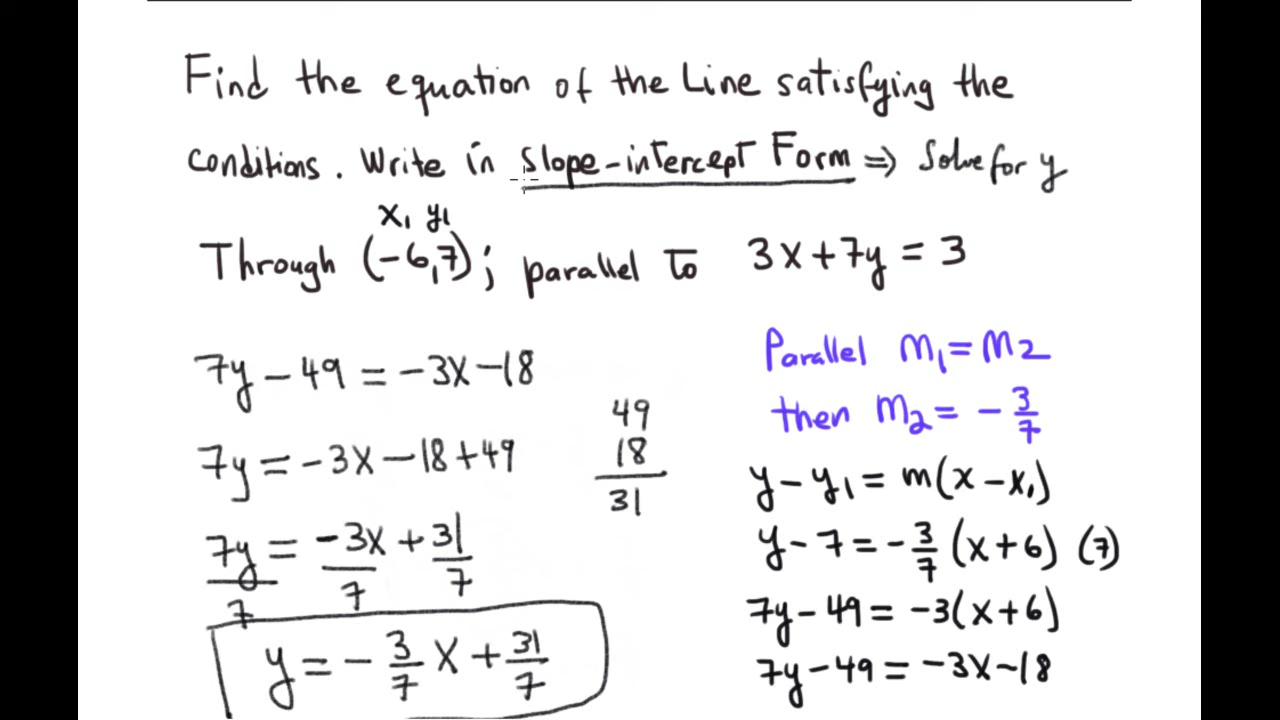 Find the equation of the Line satisfying the
conditions. Write in slope-intercept Form ⇒ Solve for y
x₁ y₁
Through (-6,7); parallel to 3x+7y = 3
Parallel m₁ = m₂
then m₂ = -3/7
y - y₁ = m(x - x₁)
y - 7 = -3/7 (x+6) (7)
7y - 49 = -3(x+6)
7y - 49 = -3x - 18
7y - 49 = -3x - 18
7y = -3x - 18 + 49
49
18
31
7y/7 = -3x/7 + 31/7
y = -3/7 x + 31/7